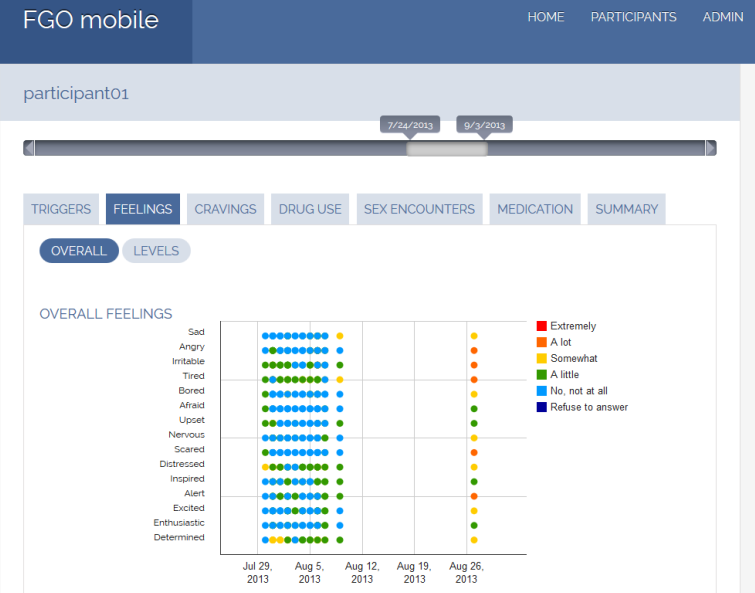 FGO mobile
HOME PARTICIPANTS ADMIN
participant01
7/24/2013 9/3/2013
TRIGGERS FEELINGS CRAVINGS DRUG USE SEX ENCOUNTERS MEDICATION SUMMARY
OVERALL LEVELS
OVERALL FEELINGS
Sad
Angry
Irritable
Tired
Bored
Afraid
Upset
Nervous
Scared
Distressed
Inspired
Alert
Excited
Enthusiastic
Determined
Extremely
A lot
Somewhat
A little
No, not at all
Refuse to answer
Jul 29, Aug 5, Aug 12, Aug 19, Aug 26,
2013 2013 2013 2013 2013